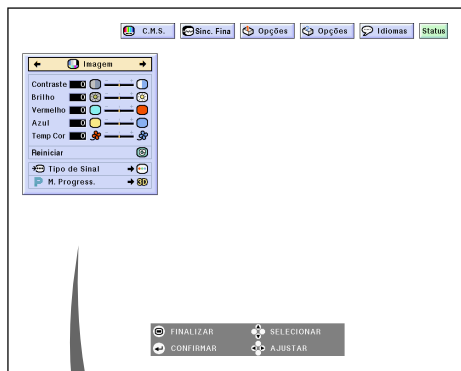 C.M.S. Sinc. Fina Opções Opções Idiomas Status
Imagem
Contraste 0
Brilho 0
Vermelho 0
Azul 0
Temp Cor 0
Reiniciar
Tipo de Sinal
P M. Progress. 3D
FINALIZAR SELECIONAR
CONFIRMAR AJUSTAR